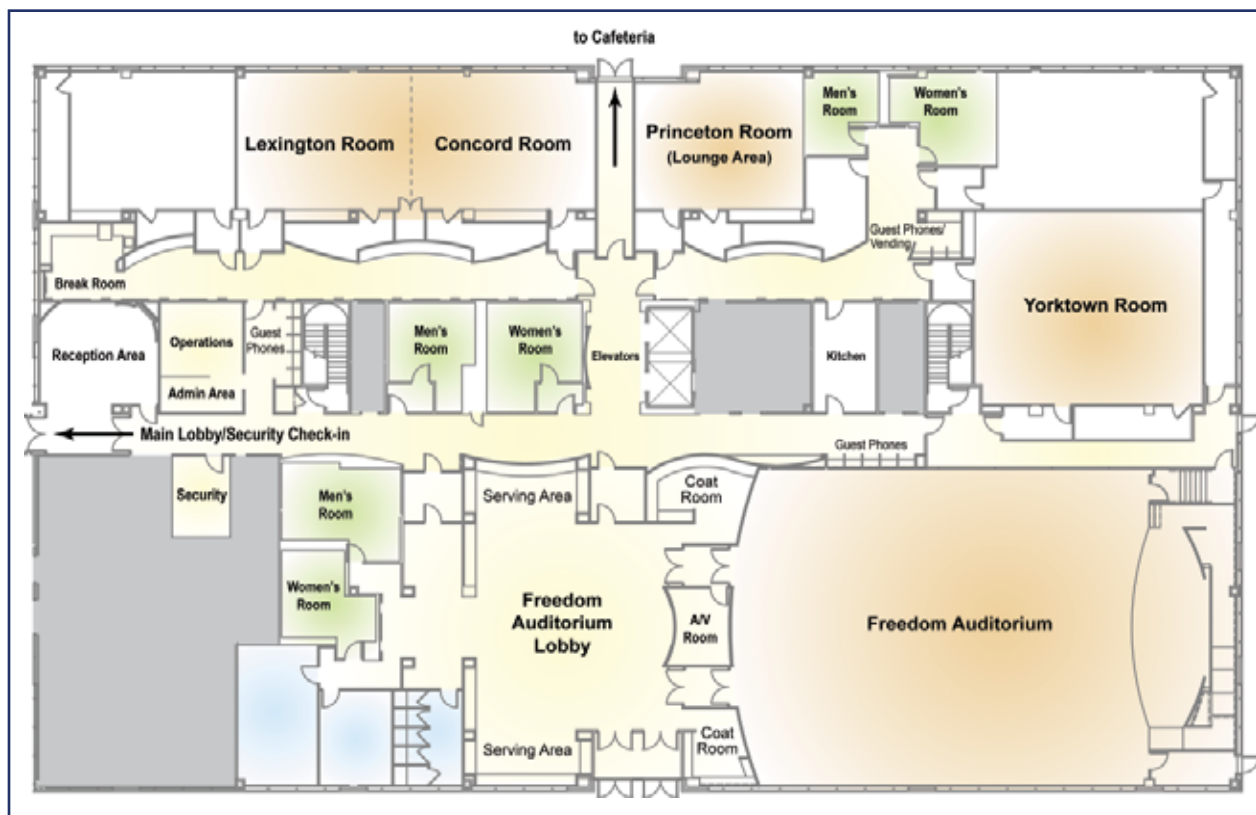 to Cafeteria
Men's
Room
Women's
Room
Lexington Room
Concord Room
Princeton Room
(Lounge Area)
Guest Phones/
Vending
Break Room
Yorktown Room
Reception Area
Operations
Guest
Phones
Men's
Room
Women's
Room
Elevators
Kitchen
Admin Area
Main Lobby/Security Check-in
Guest Phones
Security
Men's
Room
Serving Area
Coat
Room
Women's
Room
Freedom
Auditorium
Lobby
A/V
Room
Freedom Auditorium
Serving Area
Coat
Room